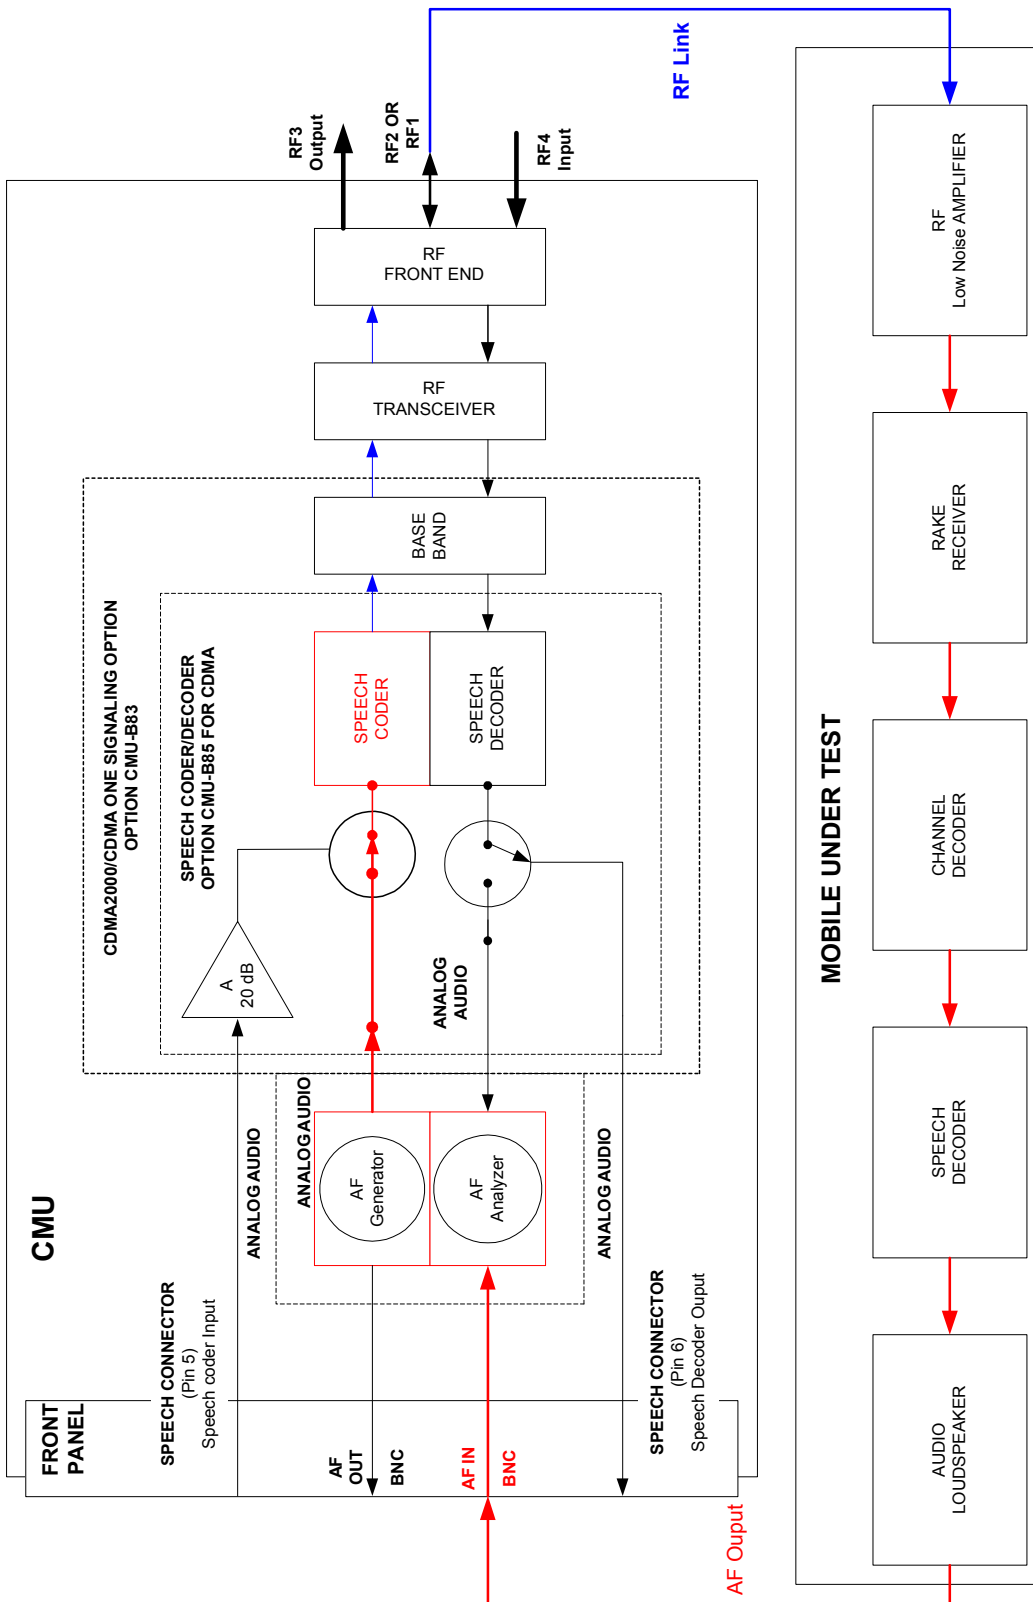 CMU
FRONT
PANEL
SPEECH CONNECTOR
(Pin 5)
Speech coder Input
ANALOG AUDIO
A
20 dB
CDMA2000/CDMA ONE SIGNALING OPTION
OPTION CMU-B83
SPEECH CODER/DECODER
OPTION CMU-B85 FOR CDMA
AF
OUT
BNC
AF IN
BNC
ANALOG AUDIO
AF
Generator
AF
Analyzer
ANALOG
AUDIO
SPEECH
CODER
SPEECH
DECODER
BASE
BAND
RF
TRANSCEIVER
RF
FRONT END
RF3
Output
RF2 OR
RF1
RF4
Input
ANALOG AUDIO
SPEECH CONNECTOR
(Pin 6)
Speech Decoder Ouput
AF Ouput
RF Link
MOBILE UNDER TEST
AUDIO
LOUDSPEAKER
SPEECH
DECODER
CHANNEL
DECODER
RAKE
RECEIVER
RF
Low Noise AMPLIFIER